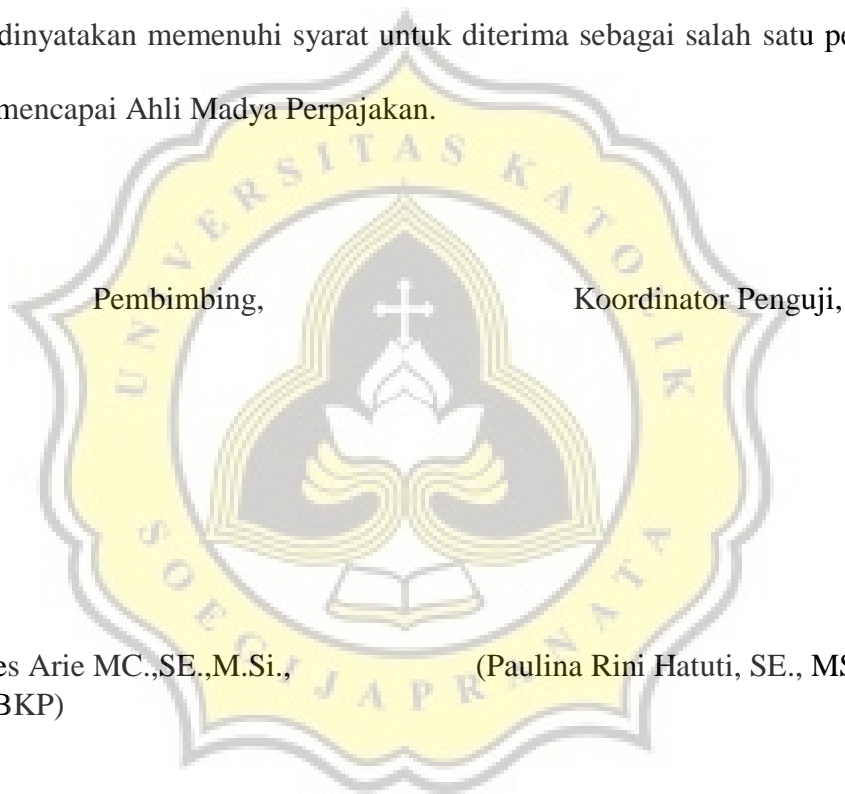 dinyatakan memenuhi syarat untuk diterima sebagai salah satu
mencapai Ahli Madya Perpajakan.
UNIVERSITAS KATOLIK
Pembimbing, Koordinator Penguji,
es Arie MC.,SE.,M.Si., (Paulina Rini Hatuti, SE., MS
BKP)
SOEGIJAPRANATA